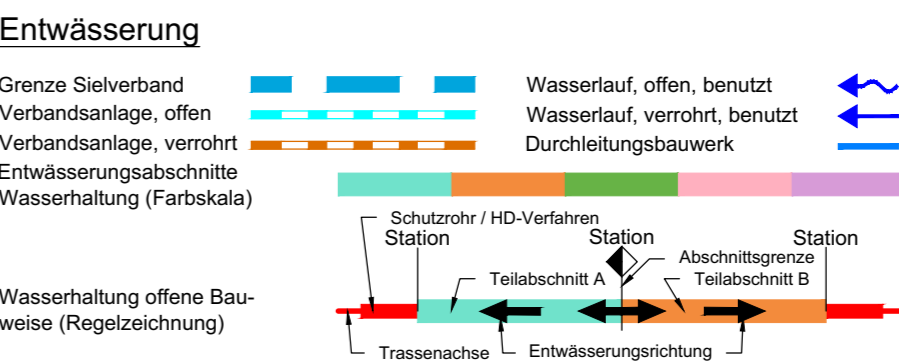 Entwässerung
Grenze Sielverband
Wasserlauf, offen, benutzt
Verbandsanlage, offen
Wasserlauf, verrohrt, benutzt
Verbandsanlage, verrohrt
Durchleitungsbauwerk
Entwässerungsabschnitte
Wasserhaltung (Farbskala)
Schutzrohr / HD-Verfahren
Station
Station
Station
Abschnittsgrenze
Teilabschnitt A
Teilabschnitt B
Wasserhaltung offene Bau-
weise (Regelzeichnung)
Trassenachse
Entwässerungsrichtung